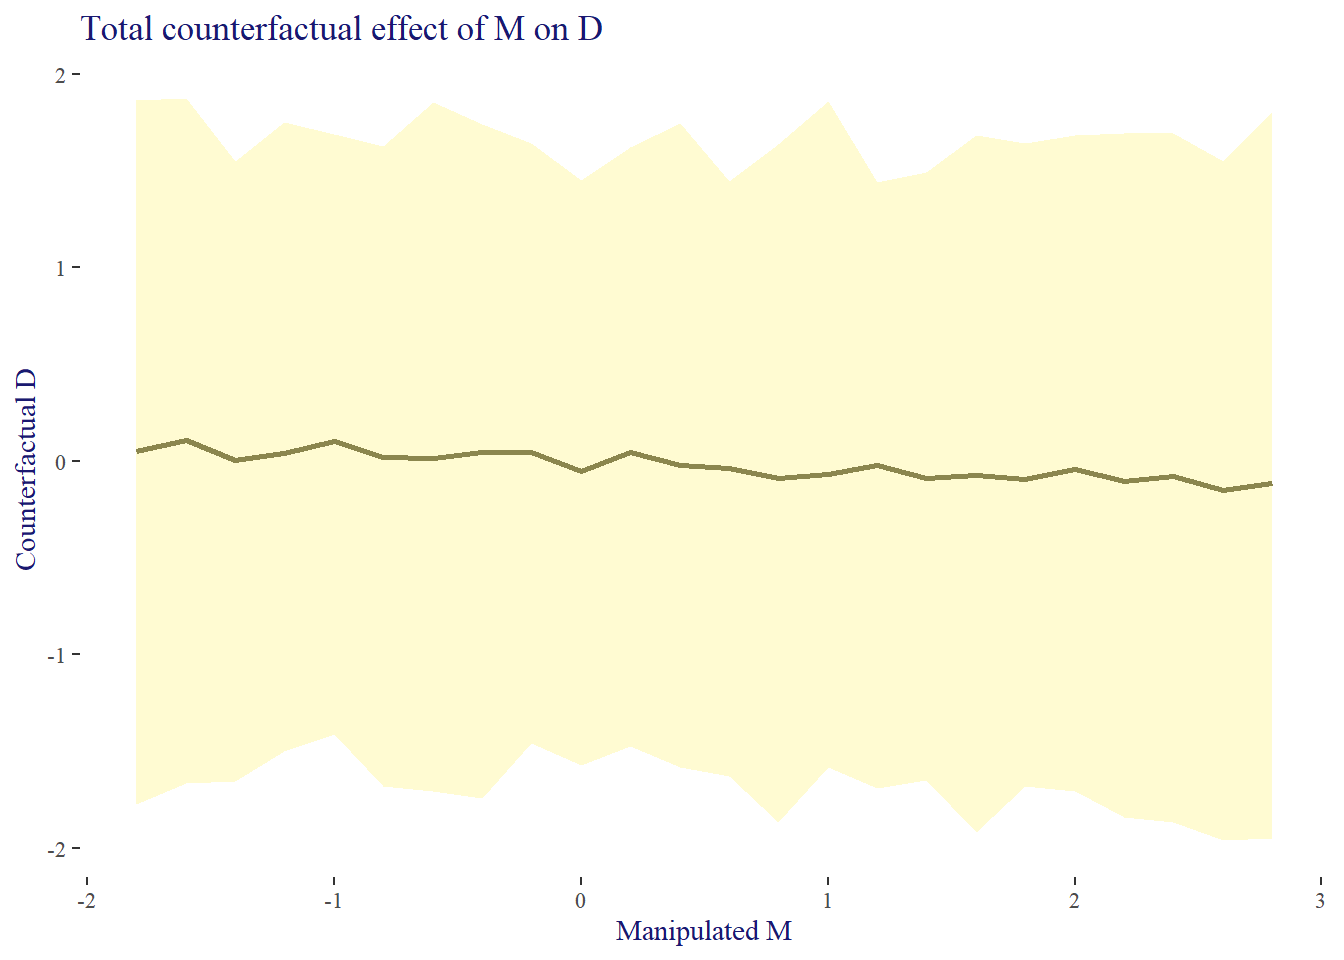 Total counterfactual effect of M on D
2
1
0
-1
-2
Counterfactual D
-2 -1 0 1 2 3
Manipulated M